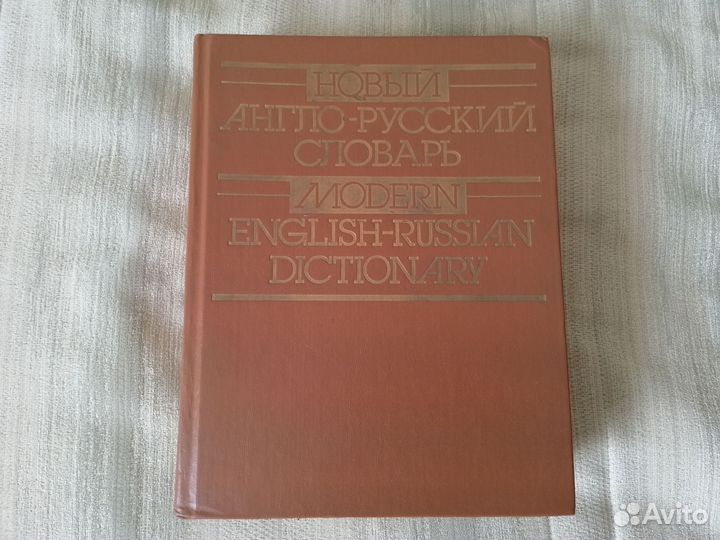 НОВЫЙ
АНГЛО-РУССКИЙ
СЛОВАРЬ
MODERN
ENGLISH-RUSSIAN
DICTIONARY
Avito